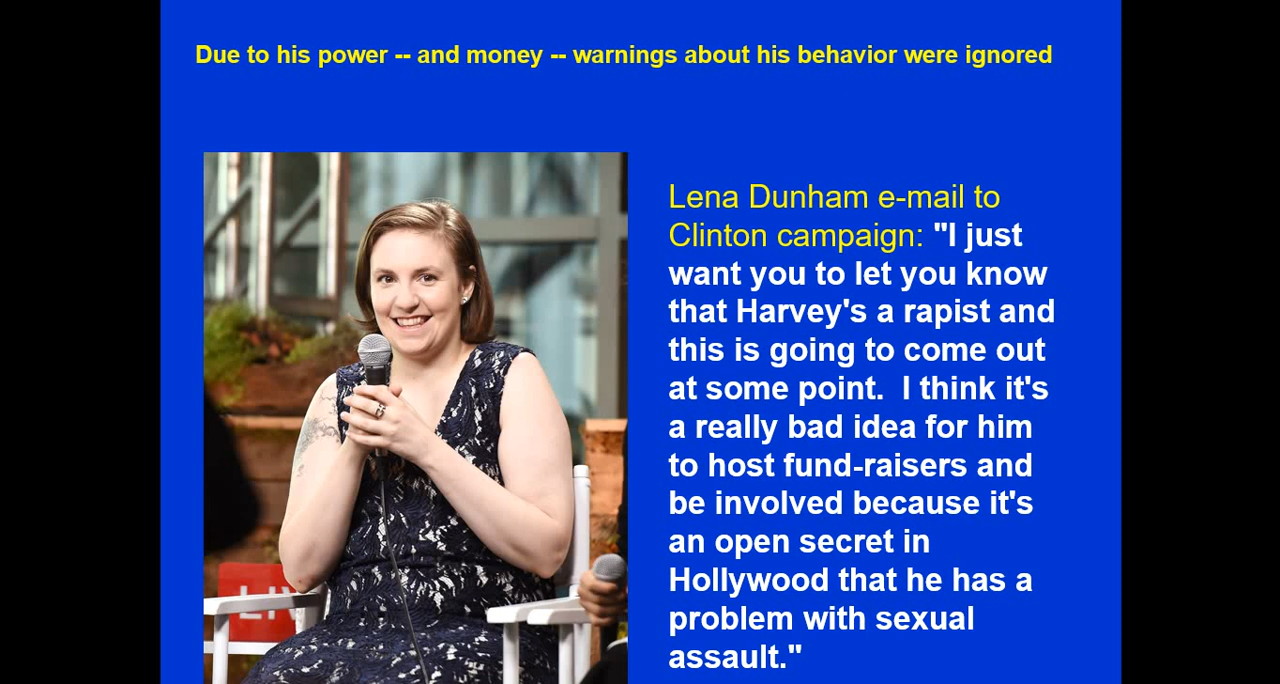 Due to his power -- and money -- warnings about his behavior were ignored
Lena Dunham e-mail to
Clinton campaign: "I just
want you to let you know
that Harvey's a rapist and
this is going to come out
at some point.  I think it's
a really bad idea for him
to host fund-raisers and
be involved because it's
an open secret in
Hollywood that he has a
problem with sexual
assault."